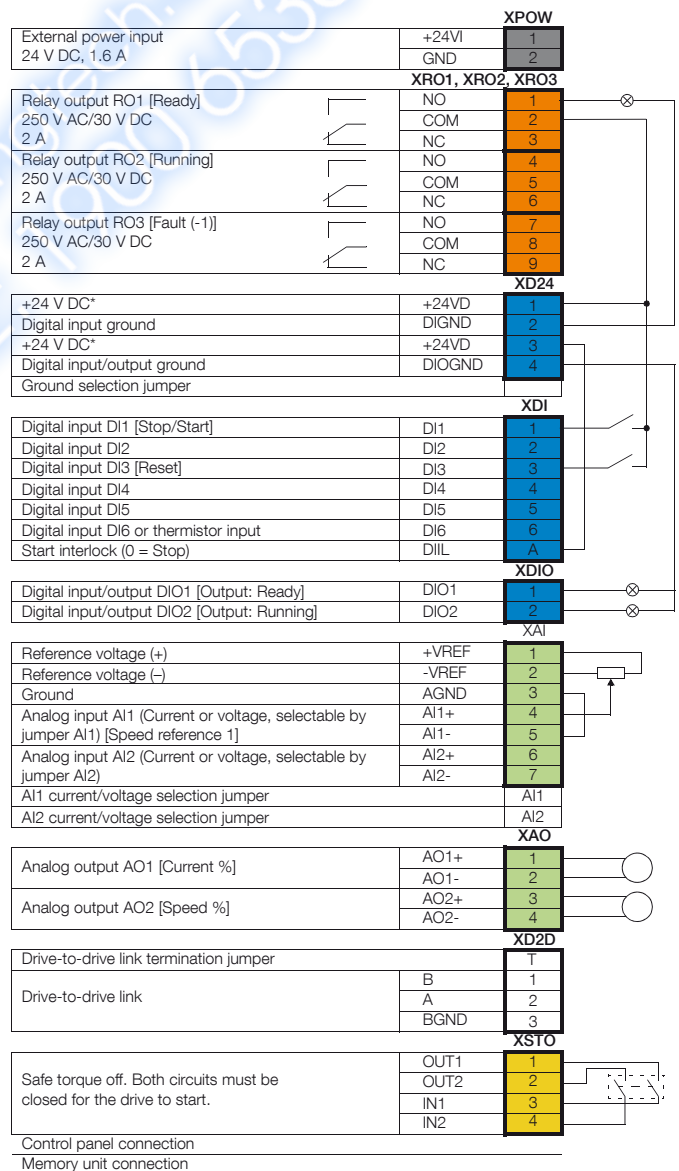 XPOW
External power input +24VI 1
24 V DC, 1.6 A GND 2
XRO1, XRO2, XRO3
Relay output RO1 [Ready] NO 1
250 V AC/30 V DC COM 2
2 A NC 3
Relay output RO2 [Running] NO 4
250 V AC/30 V DC COM 5
2 A NC 6
Relay output RO3 [Fault (-1)] NO 7
250 V AC/30 V DC COM 8
2 A NC 9
XD24
+24 V DC* +24VD 1
Digital input ground DIGND 2
+24 V DC* +24VD 3
Digital input/output ground DIOGND 4
Ground selection jumper
XDI
Digital input DI1 [Stop/Start] DI1 1
Digital input DI2 DI2 2
Digital input DI3 [Reset] DI3 3
Digital input DI4 DI4 4
Digital input DI5 DI5 5
Digital input DI6 or thermistor input DI6 6
Start interlock (0 = Stop) DIIL A
XDIO
Digital input/output DIO1 [Output: Ready] DIO1 1
Digital input/output DIO2 [Output: Running] DIO2 2
XAI
Reference voltage (+) +VREF 1
Reference voltage (–) -VREF 2
Ground AGND 3
Analog input AI1 (Current or voltage, selectable by AI1+ 4
jumper AI1) [Speed reference 1] AI1- 5
Analog input AI2 (Current or voltage, selectable by AI2+ 6
jumper AI2) AI2- 7
AI1 current/voltage selection jumper AI1
AI2 current/voltage selection jumper AI2
XAO
Analog output AO1 [Current %] AO1+ 1
AO1- 2
Analog output AO2 [Speed %] AO2+ 3
AO2- 4
XD2D
Drive-to-drive link termination jumper T
Drive-to-drive link B 1
A 2
BGND 3
XSTO
OUT1 1
Safe torque off. Both circuits must be OUT2 2
closed for the drive to start. IN1 3
IN2 4
Control panel connection
Memory unit connection